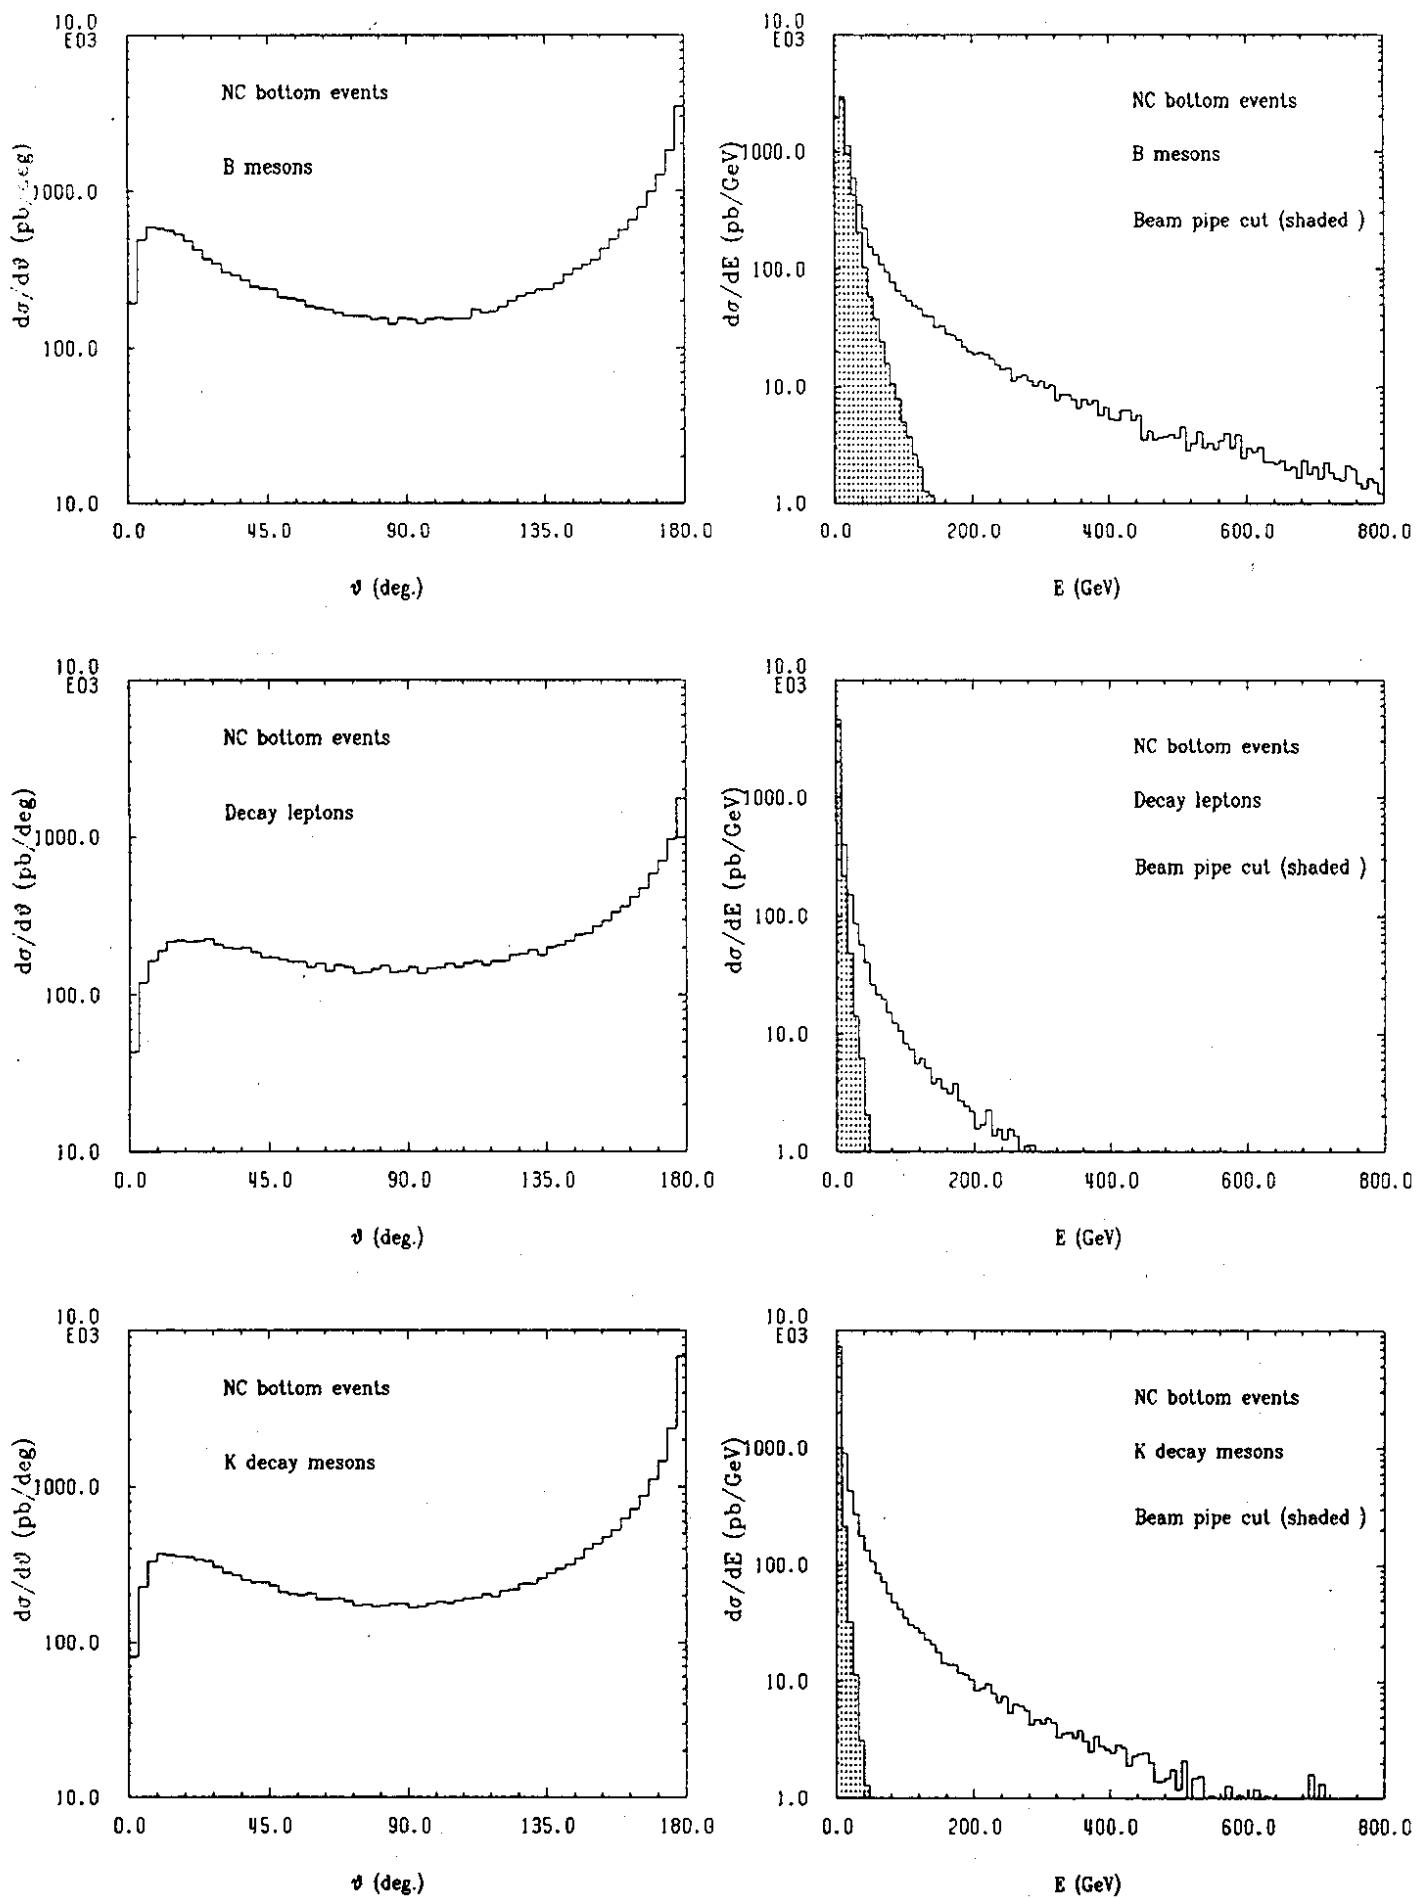 10.0
E03
NC bottom events
B mesons
dσ/dϑ (pb/deg)
1000.0
100.0
10.0
0.0 45.0 90.0 135.0 180.0
ϑ (deg.)
10.0
E03
NC bottom events
B mesons
Beam pipe cut (shaded )
dσ/dE (pb/GeV)
1000.0
100.0
10.0
1.0
0.0 200.0 400.0 600.0 800.0
E (GeV)
10.0
E03
NC bottom events
Decay leptons
dσ/dϑ (pb/deg)
1000.0
100.0
10.0
0.0 45.0 90.0 135.0 180.0
ϑ (deg.)
10.0
E03
NC bottom events
Decay leptons
Beam pipe cut (shaded )
dσ/dE (pb/GeV)
1000.0
100.0
10.0
1.0
0.0 200.0 400.0 600.0 800.0
E (GeV)
10.0
E03
NC bottom events
K decay mesons
dσ/dϑ (pb/deg)
1000.0
100.0
10.0
0.0 45.0 90.0 135.0 180.0
ϑ (deg.)
10.0
E03
NC bottom events
K decay mesons
Beam pipe cut (shaded )
dσ/dE (pb/GeV)
1000.0
100.0
10.0
1.0
0.0 200.0 400.0 600.0 800.0
E (GeV)